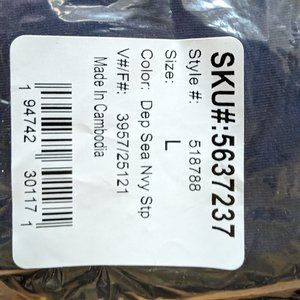 SKU#:5637237
Style #: 518788
Size: L
Color: Dep Sea Nvy Stp
V#/F#: 3957/25121
Made In Cambodia
1 94742 30117 1